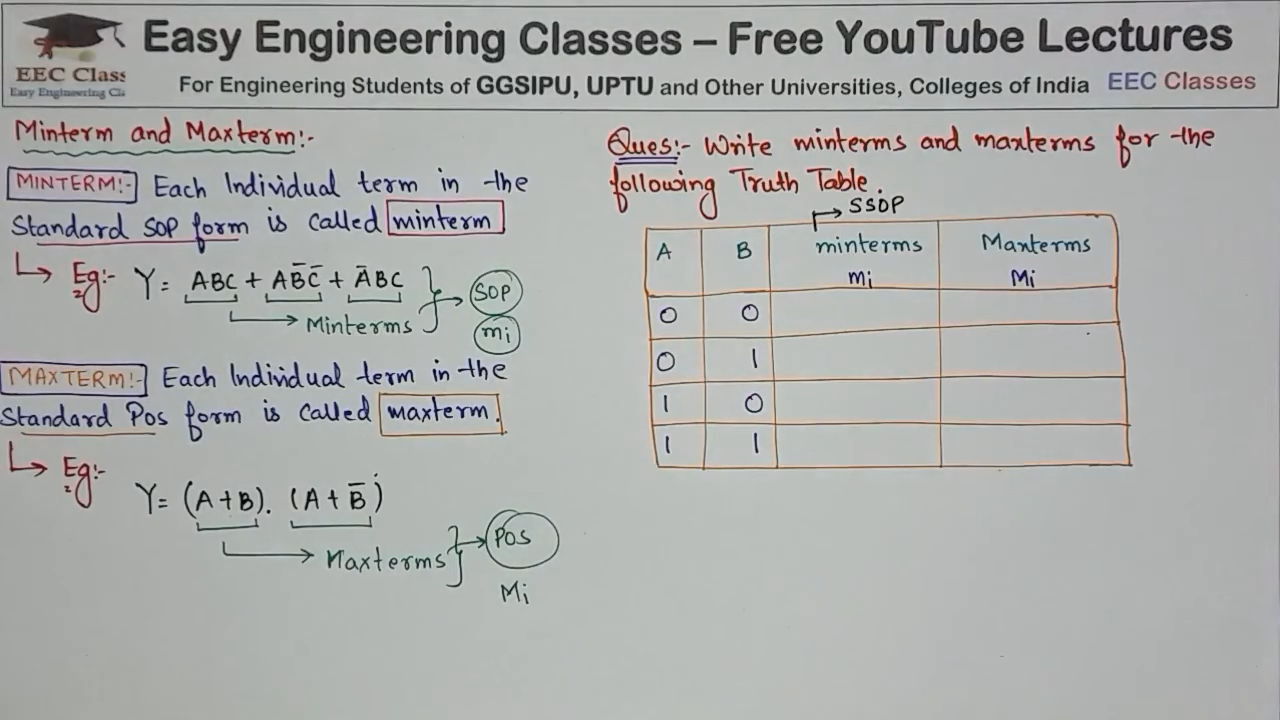 Easy Engineering Classes – Free YouTube Lectures
EEC Class
Easy Engineering Cla
For Engineering Students of GGSIPU, UPTU and Other Universities, Colleges of India EEC Classes
Minterm and Maxterm:-
MINTERM:- Each Individual term in the
Standard SOP form is called minterm
Eg:- Y= ABC + AB̅C̅ + A̅BC
SOP
Minterms
mi
MAXTERM:- Each Individual term in the
Standard Pos form is called maxterm.
Eg:-
Y= (A+B). (A+B̅)
Maxterms
Pos
Mi
Ques:- Write minterms and maxterms for the
following Truth Table.
SSOP
A B minterms Maxterms
mi Mi
0 0
0 1
1 0
1 1